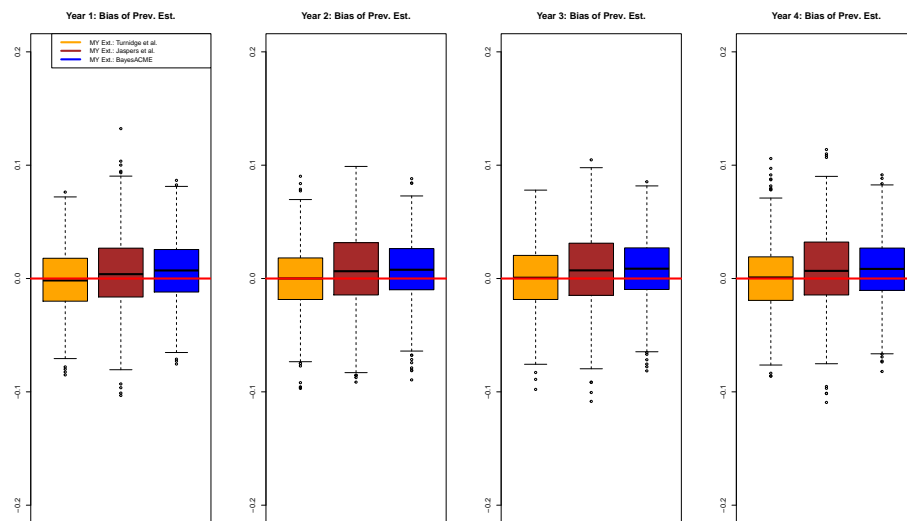 Year 1: Bias of Prev. Est.
MY Ext.: Turnidge et al.
MY Ext.: Jaspers et al.
MY Ext.: BayesACME
0.2
0.1
0.0
−0.1
−0.2
Year 2: Bias of Prev. Est.
0.2
0.1
0.0
−0.1
−0.2
Year 3: Bias of Prev. Est.
0.2
0.1
0.0
−0.1
−0.2
Year 4: Bias of Prev. Est.
0.2
0.1
0.0
−0.1
−0.2